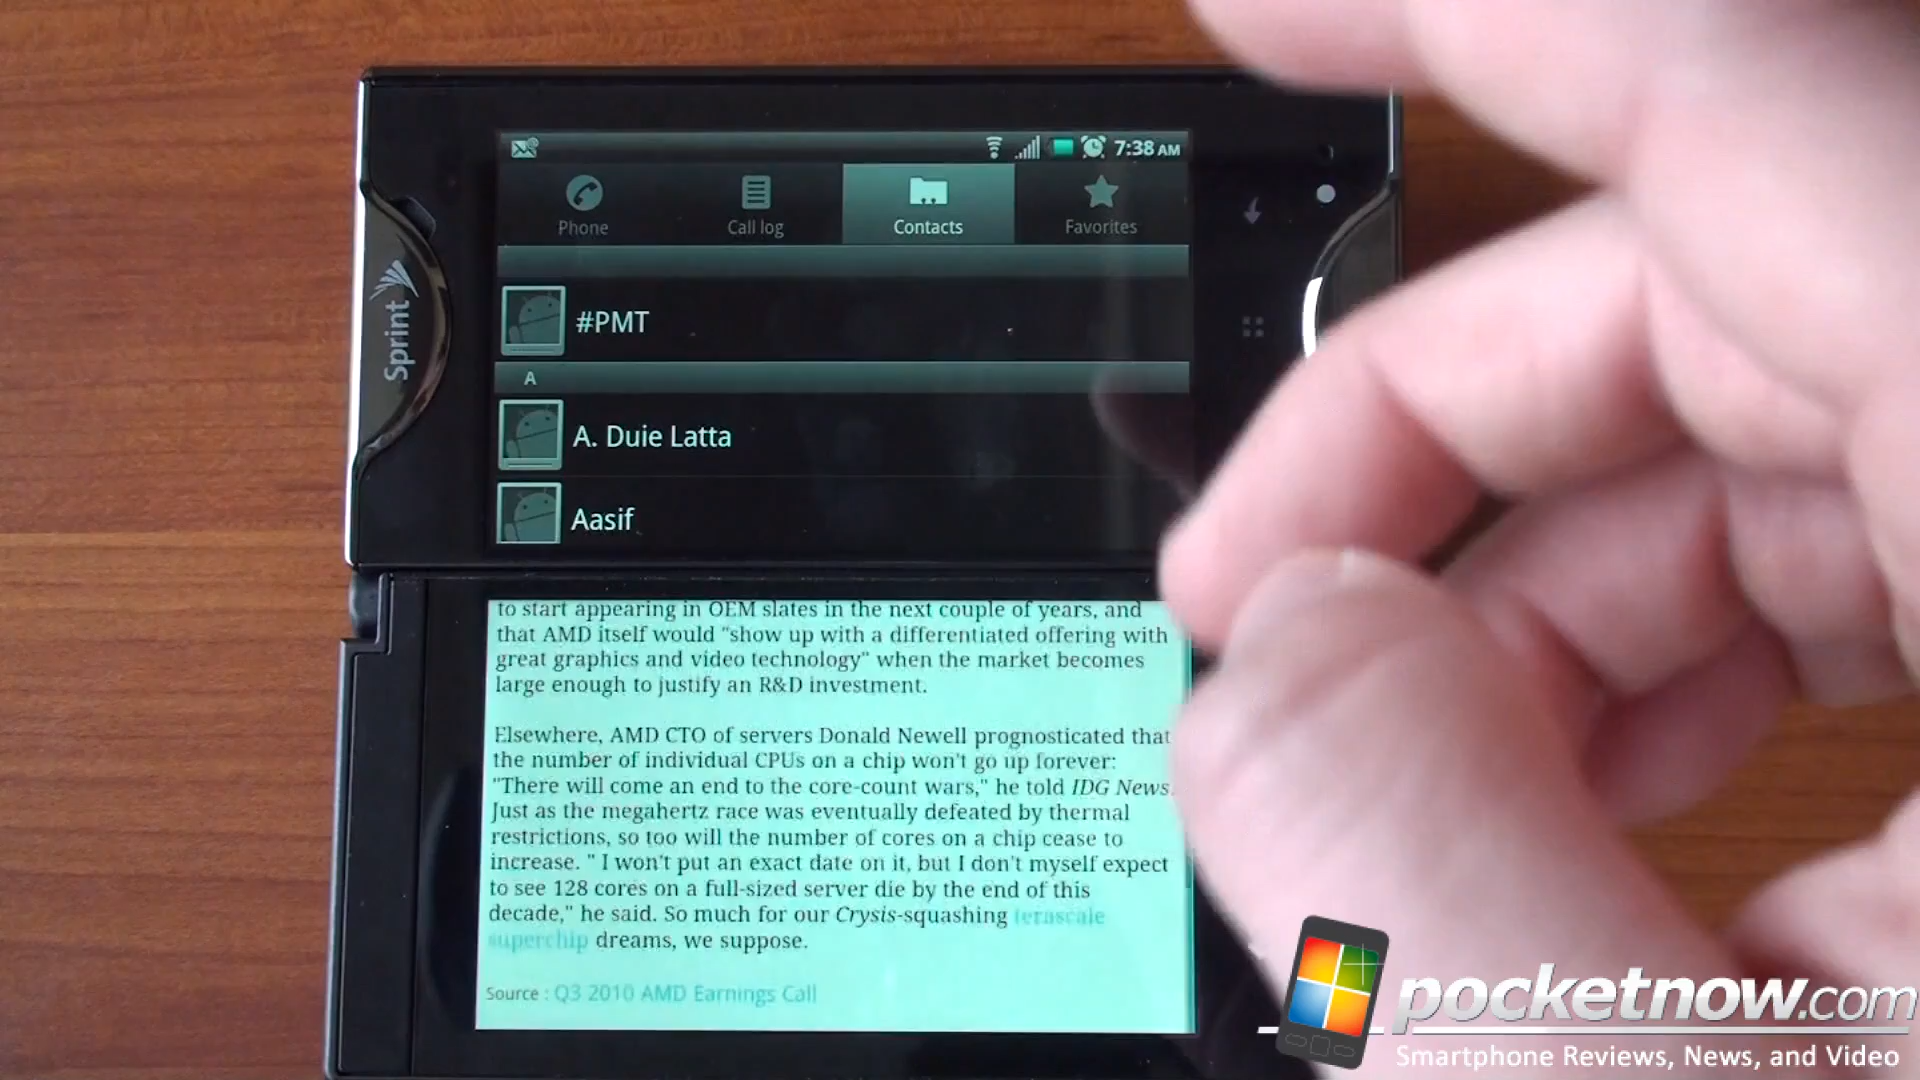 7:38 AM
Phone
Call log
Contacts
Favorites
#PMT
A
A. Duie Latta
Aasif
Sprint
to start appearing in OEM slates in the next couple of years, and
that AMD itself would "show up with a differentiated offering with
great graphics and video technology" when the market becomes
large enough to justify an R&D investment.
Elsewhere, AMD CTO of servers Donald Newell prognosticated that
the number of individual CPUs on a chip won't go up forever:
"There will come an end to the core-count wars," he told IDG News.
Just as the megahertz race was eventually defeated by thermal
restrictions, so too will the number of cores on a chip cease to
increase. " I won't put an exact date on it, but I don't myself expect
to see 128 cores on a full-sized server die by the end of this
decade," he said. So much for our Crysis-squashing terascale
superchip dreams, we suppose.
Source : Q3 2010 AMD Earnings Call
pocketnow.com
Smartphone Reviews, News, and Video